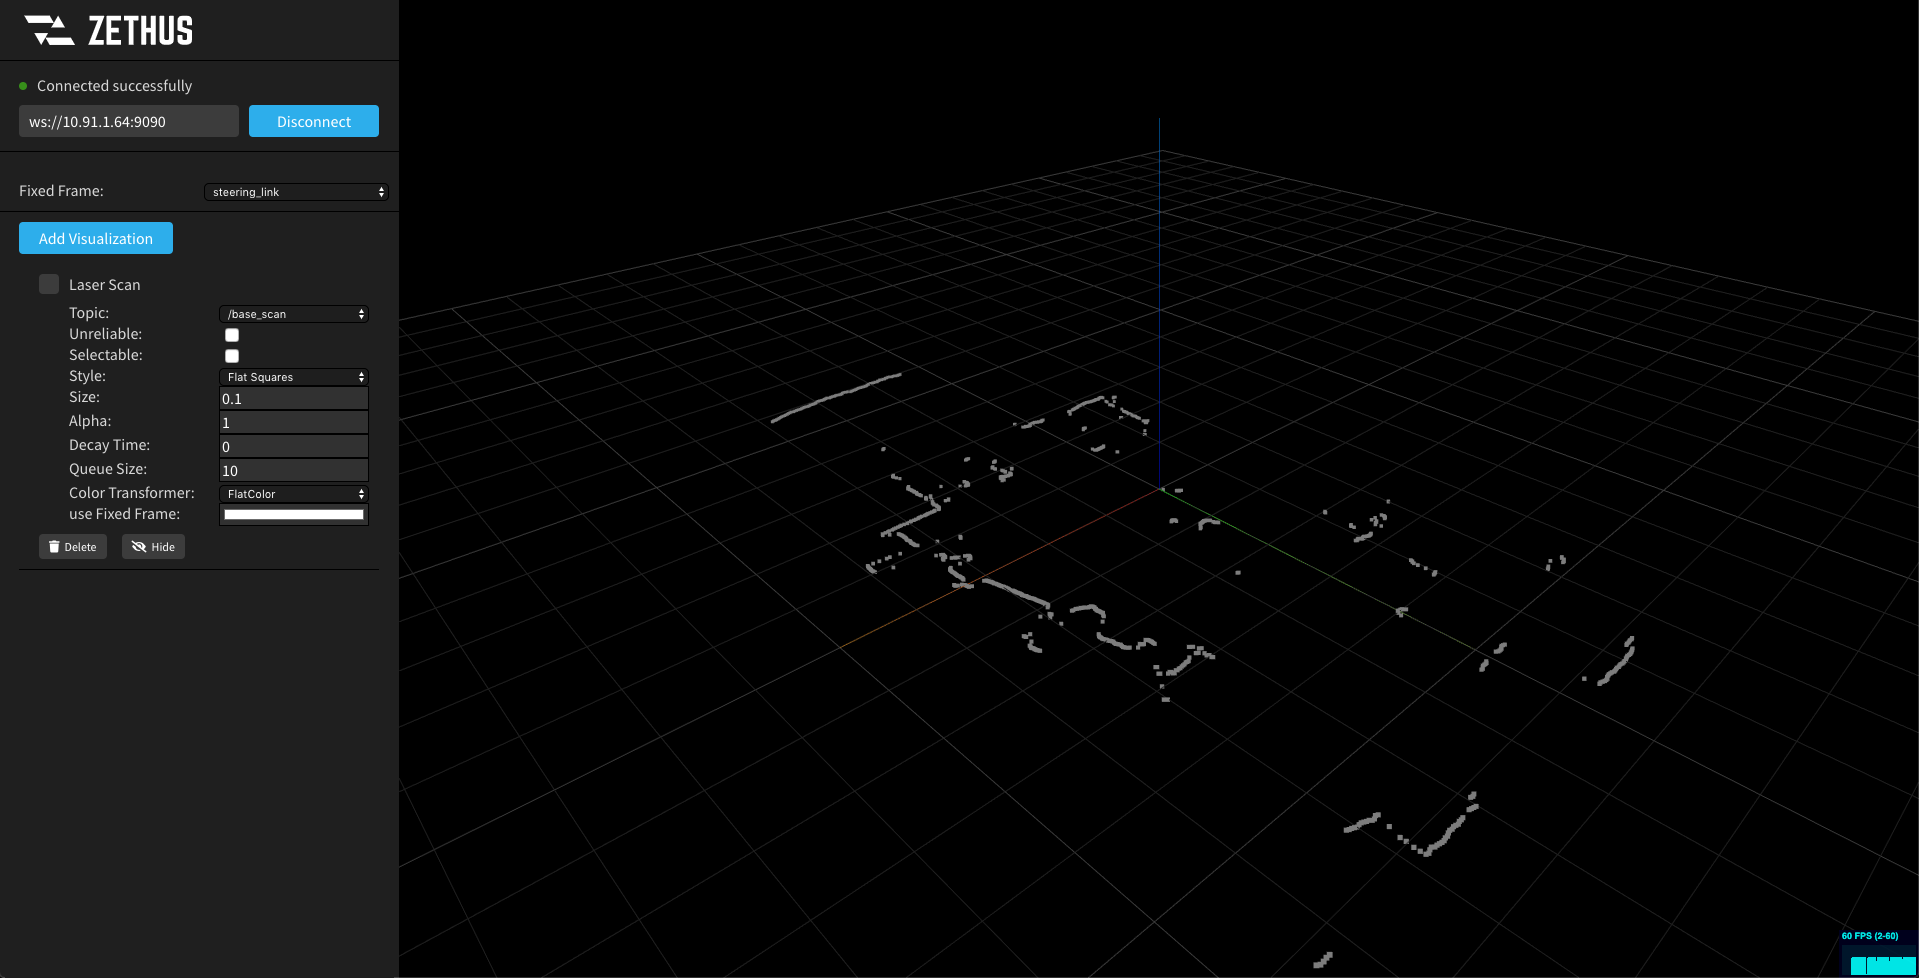 ZETHUS
Connected successfully
ws://10.91.1.64:9090
Disconnect
Fixed Frame:
steering_link
Add Visualization
Laser Scan
Topic:
/base_scan
Unreliable:
Selectable:
Style:
Flat Squares
Size:
0.1
Alpha:
1
Decay Time:
0
Queue Size:
10
Color Transformer:
FlatColor
use Fixed Frame:
Delete
Hide
60 FPS (2-60)